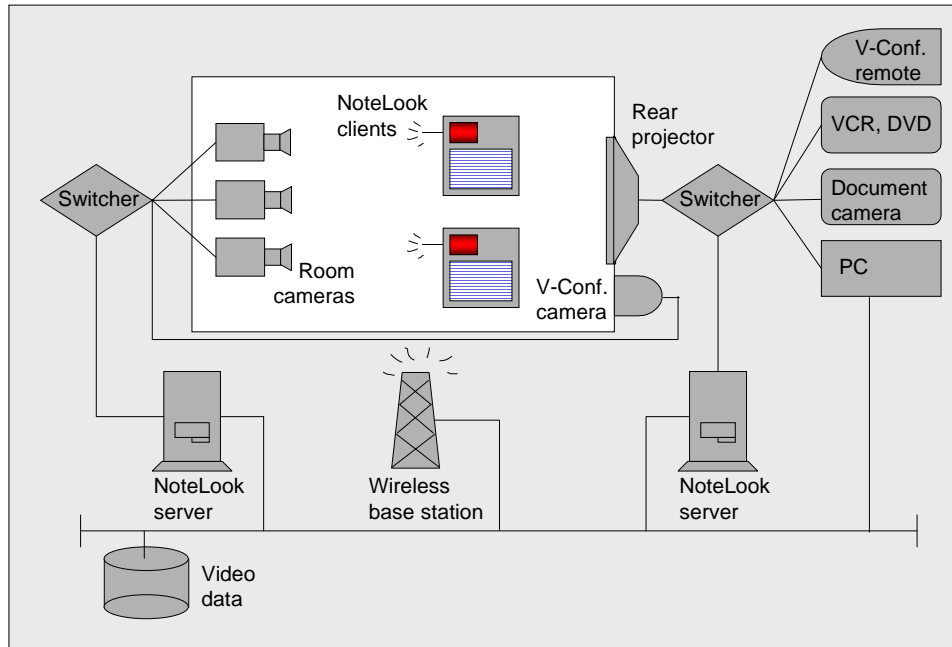 V-Conf.
remote
NoteLook
clients
Rear
projector
VCR, DVD
Switcher
Switcher
Document
camera
Room
cameras
V-Conf.
camera
PC
NoteLook
server
Wireless
base station
NoteLook
server
Video
data